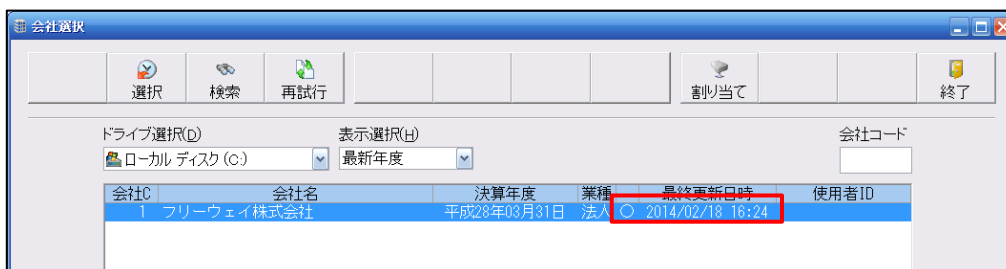 会社選択
選択 検索 再試行 割り当て 終了
ドライブ選択(D) 表示選択(H) 会社コード
ローカル ディスク (C:) 最新年度
会社C 会社名 決算年度 業種 最終更新日時 使用者ID
1 フリーウェイ株式会社 平成28年03月31日 法人 ○ 2014/02/18 16:24